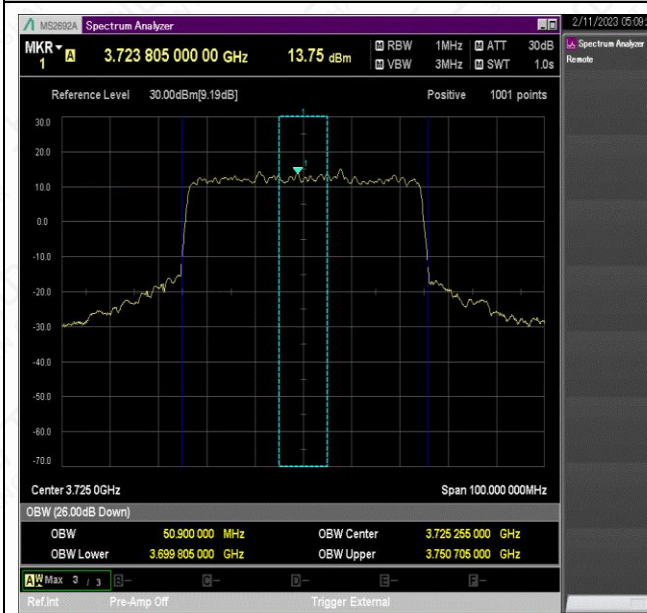 MS2692A Spectrum Analyzer
2/11/2023 05:09:
MKR 1 A 3.723 805 000 00 GHz 13.75 dBm M RBW 1MHz M ATT 30dB
M VBW 3MHz M SWT 1.0s
Spectrum Analyzer
Remote
Reference Level 30.00dBm[9.19dB] Positive 1001 points
1
30.0
20.0
10.0
1
0.0
-10.0
-20.0
-30.0
-50.0
-60.0
-70.0
Center 3.725 0GHz Span 100.000 000MHz
OBW (26.00dB Down)
OBW 50.900 000 MHz OBW Center 3.725 255 000 GHz
OBW Lower 3.699 805 000 GHz OBW Upper 3.750 705 000 GHz
A W Max 3 / 3 B- C- D- E- F-
Ref.Int Pre-Amp Off Trigger External